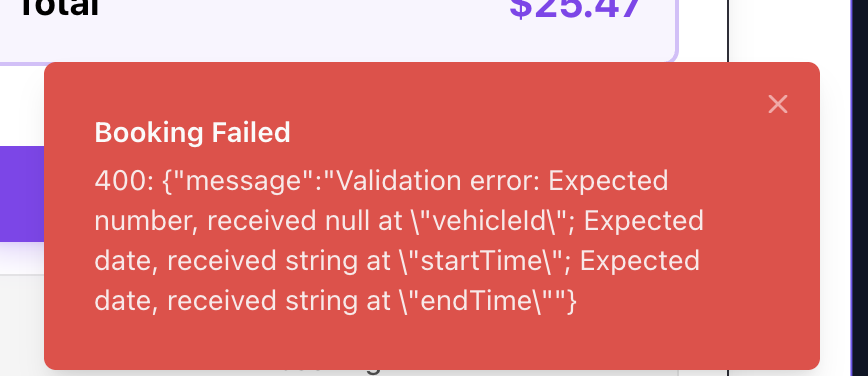 Total
$25.47
Booking Failed
400: {"message":"Validation error: Expected
number, received null at \"vehicleId\"; Expected
date, received string at \"startTime\"; Expected
date, received string at \"endTime\""}